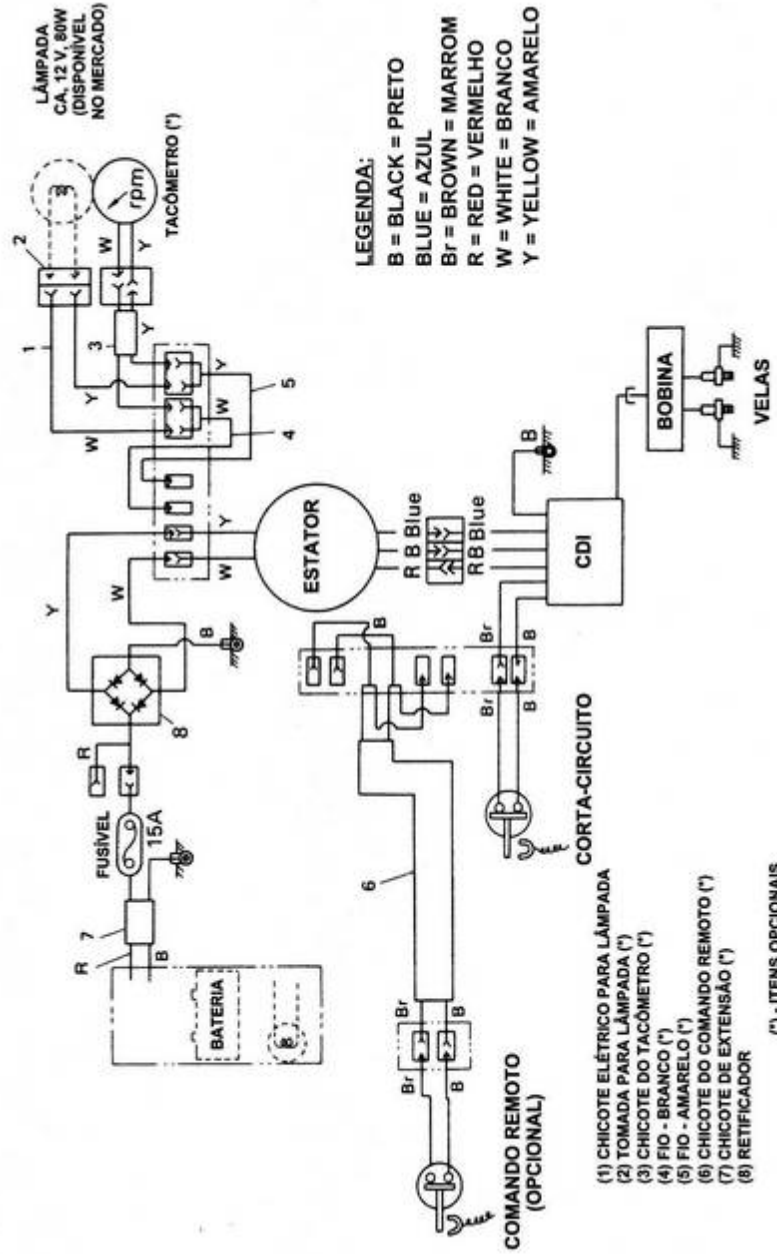 LÂMPADA
CA, 12 V, 80W
(DISPONÍVEL
NO MERCADO)
2
1
rpm
TACÔMETRO (*)
W
Y
3
Y
W
Y
Y
W
5
4
Y
W
8
R
B
FUSÍVEL
15A
7
R
B
BATERIA
Y
W
ESTATOR
R B Blue
R B Blue
B
CDI
BOBINA
VELAS
B
Br
B
Br
B
CORTA-CIRCUITO
6
Br
B
Br
B
COMANDO REMOTO
(OPCIONAL)
LEGENDA:
B = BLACK = PRETO
BLUE = AZUL
Br = BROWN = MARROM
R = RED = VERMELHO
W = WHITE = BRANCO
Y = YELLOW = AMARELO
(1) CHICOTE ELÉTRICO PARA LÂMPADA
(2) TOMADA PARA LÂMPADA (*)
(3) CHICOTE DO TACÔMETRO (*)
(4) FIO - BRANCO (*)
(5) FIO - AMARELO (*)
(6) CHICOTE DO COMANDO REMOTO (*)
(7) CHICOTE DE EXTENSÃO (*)
(8) RETIFICADOR
(*) - ITENS OPCIONAIS